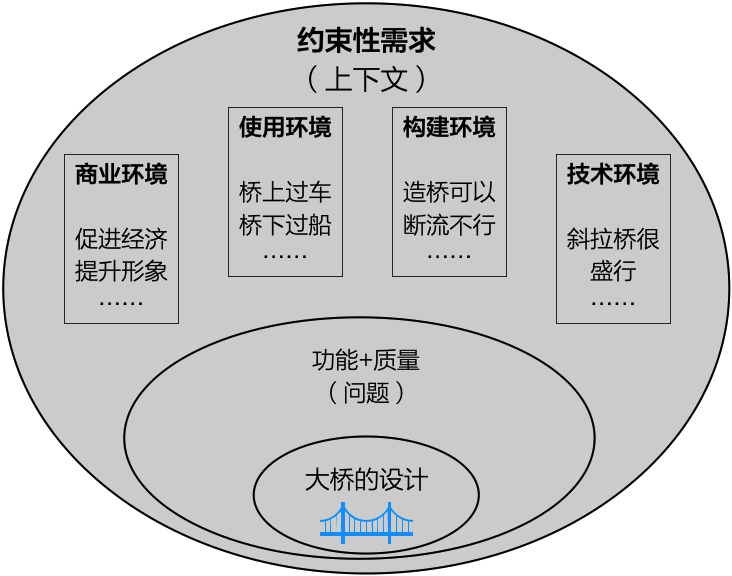 约束性需求
（上下文）
商业环境
促进经济
提升形象
……
使用环境
桥上过车
桥下过船
……
构建环境
造桥可以
断流不行
……
技术环境
斜拉桥很
盛行
……
功能+质量
（问题）
大桥的设计